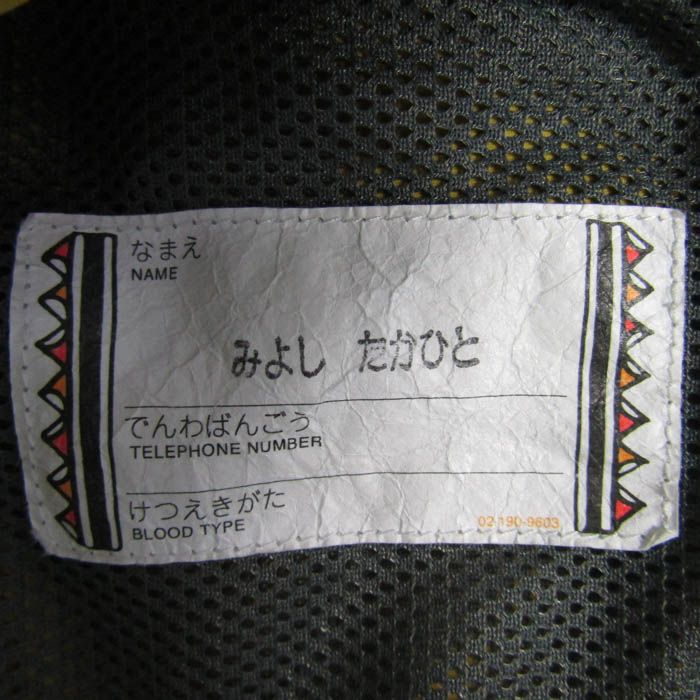 なまえ
NAME
みよし たかひと
でんわばんごう
TELEPHONE NUMBER
けつえきがた
BLOOD TYPE
02-190-9603